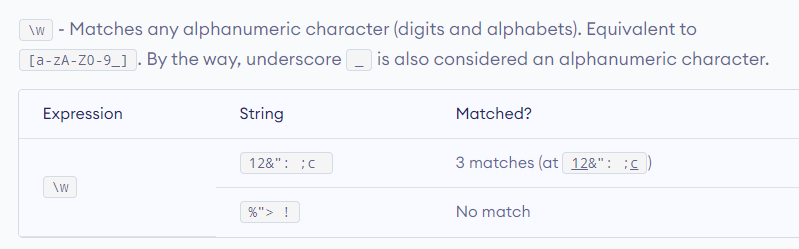 \w - Matches any alphanumeric character (digits and alphabets). Equivalent to
[a-zA-Z0-9_]. By the way, underscore _ is also considered an alphanumeric character.
Expression String Matched?
12&": ;c 3 matches (at 12&": ;c)
\w
%"> ! No match